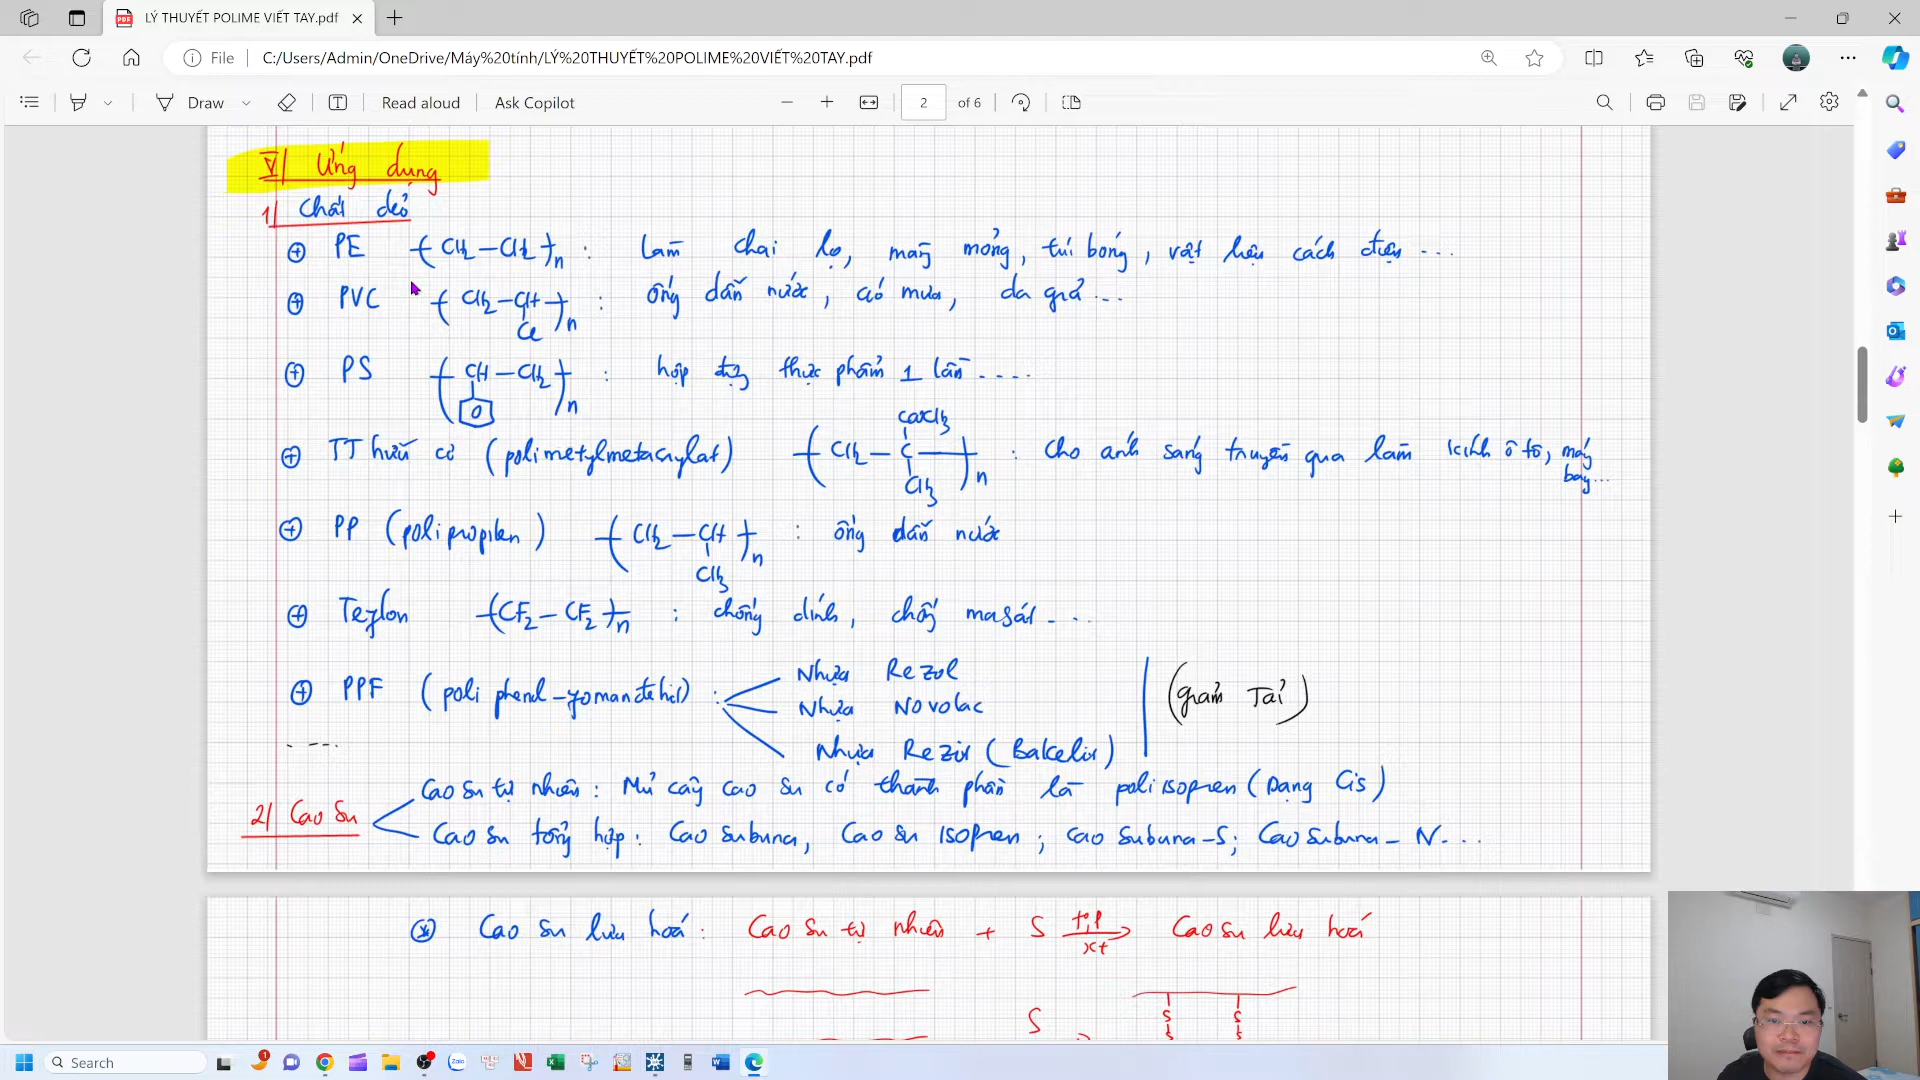 LÝ THUYẾT POLIME VIẾT TAY.pdf
File C:/Users/Admin/OneDrive/Máy%20tính/LÝ%20THUYẾT%20POLIME%20VIẾT%20TAY.pdf
Draw Read aloud Ask Copilot 2 of 6
V/ Ứng dụng
1/ Chất dẻo
+ PE -(CH2-CH2)-n : Làm chai lọ, màng mỏng, túi bóng, vật liệu cách điện ...
+ PVC -(CH2-CH)-n : ống dẫn nước, áo mưa, da giả ...
Cl
+ PS -(CH-CH2)-n : hộp đựng thực phẩm 1 lần ....
COOCH3
+ TT hữu cơ (polimetylmetacrylat) -(CH2-C-)-n : Cho ánh sáng truyền qua làm kính ô tô, máy bay...
CH3
+ PP (polipropilen) -(CH2-CH)-n : ống dẫn nước
CH3
+ Teflon -(CF2-CF2)-n : chống dính, chống ma sát ...
Nhựa Rezol
+ PPF (poli phenol-fomanđehit) : Nhựa Novolac (giảm Tải)
Nhựa Rezit (Bakelit)
....
Cao su tự nhiên : Mủ cây cao su có thành phần là poliisopren (Dạng Cis)
2/ Cao Su
Cao su tổng hợp : Cao su buna, Cao su isopren ; cao su buna-S; Cao su buna-N...
* Cao su lưu hoá : Cao su tự nhiên + S t°,p xt Cao su lưu hoá
S S S
S S
Search